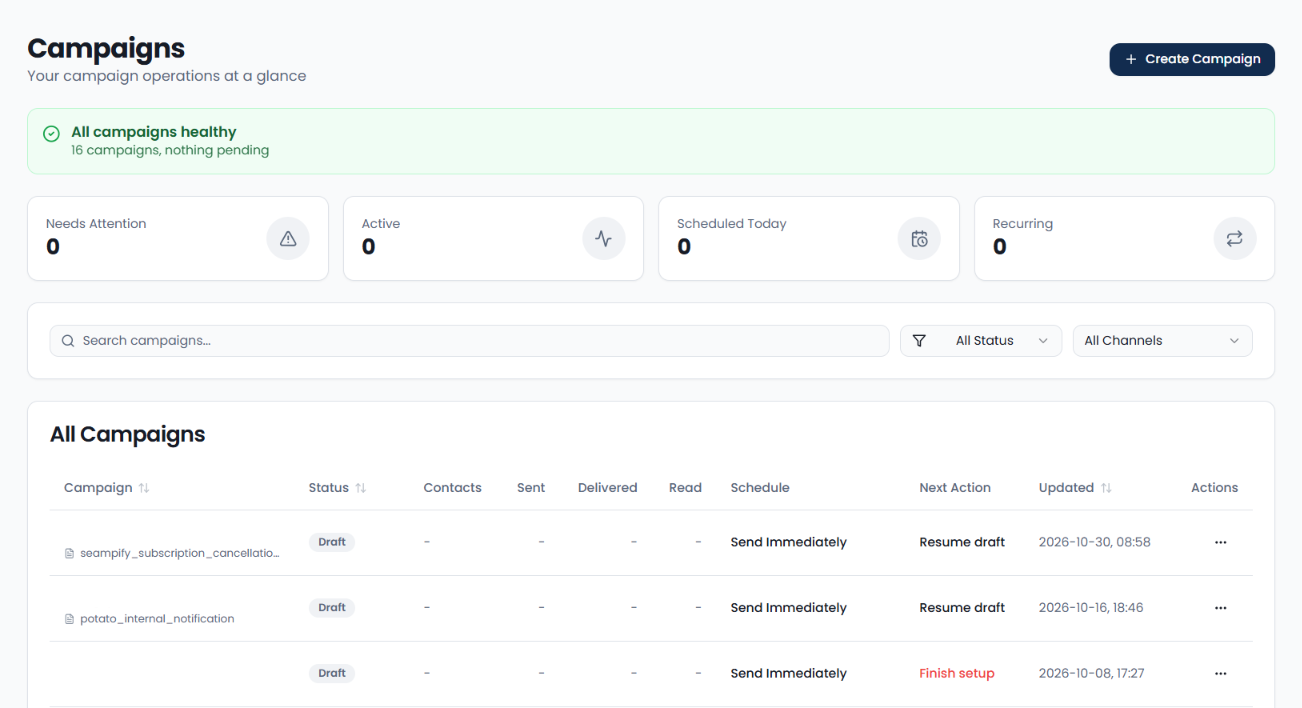 Campaigns
Your campaign operations at a glance
+ Create Campaign
All campaigns healthy
16 campaigns, nothing pending
Needs Attention
0
Active
0
Scheduled Today
0
Recurring
0
Search campaigns...
All Status
All Channels
All Campaigns
Campaign Status Contacts Sent Delivered Read Schedule Next Action Updated Actions
seampify_subscription_cancellatio... Draft - - - - Send Immediately Resume draft 2026-10-30, 08:58 ...
potato_internal_notification Draft - - - - Send Immediately Resume draft 2026-10-16, 18:46 ...
Draft - - - - Send Immediately Finish setup 2026-10-08, 17:27 ...